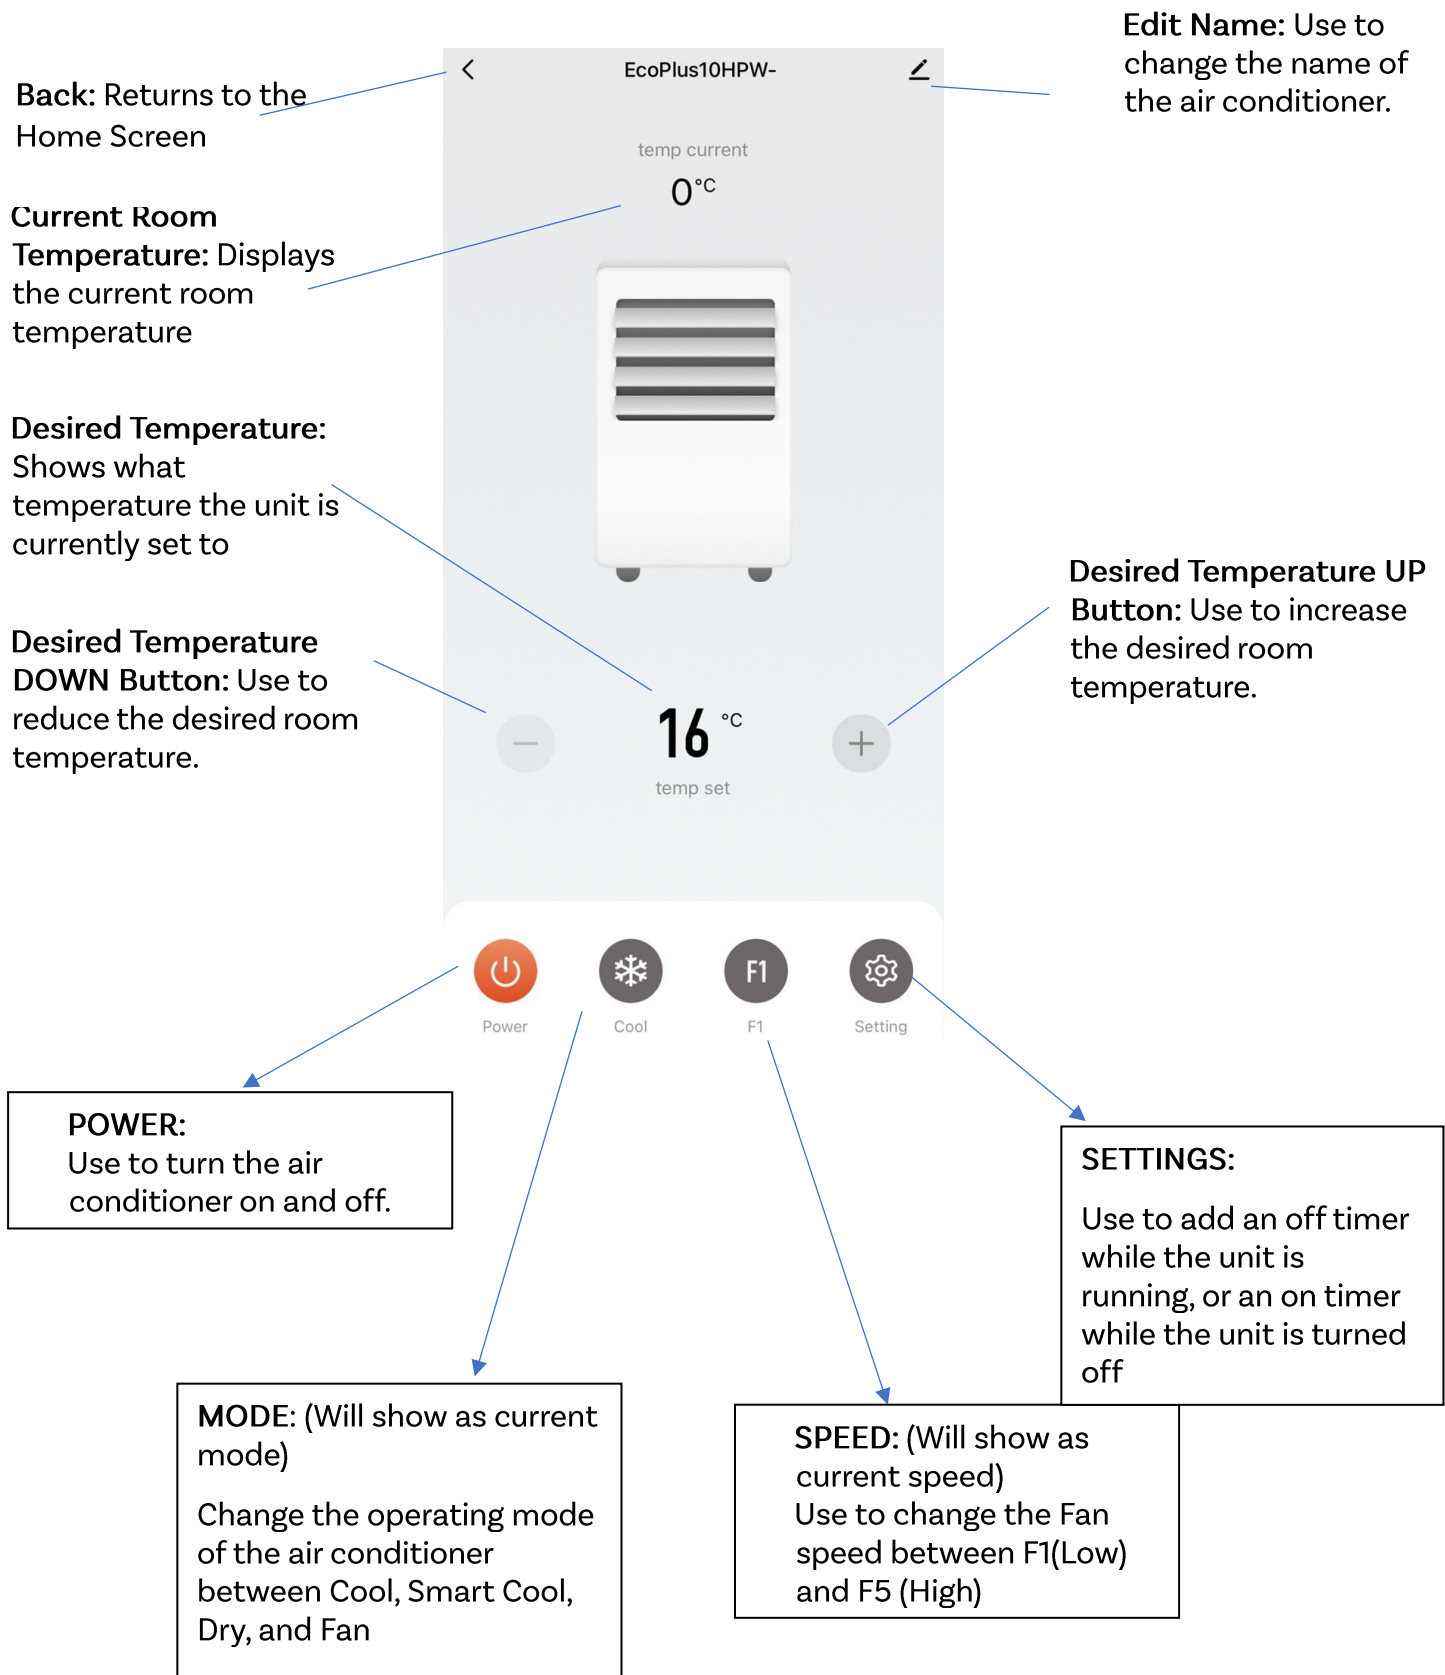 Edit Name: Use to
change the name of
the air conditioner.
EcoPlus10HPW-
Back: Returns to the
Home Screen
temp current
0°C
Current Room
Temperature: Displays
the current room
temperature
Desired Temperature:
Shows what
temperature the unit is
currently set to
Desired Temperature UP
Button: Use to increase
the desired room
temperature.
Desired Temperature
DOWN Button: Use to
reduce the desired room
temperature.
16 °C
temp set
F1
Power
Cool
F1
Setting
POWER:
Use to turn the air
conditioner on and off.
SETTINGS:
Use to add an off timer
while the unit is
running, or an on timer
while the unit is turned
off
MODE: (Will show as current
mode)
Change the operating mode
of the air conditioner
between Cool, Smart Cool,
Dry, and Fan
SPEED: (Will show as
current speed)
Use to change the Fan
speed between F1(Low)
and F5 (High)